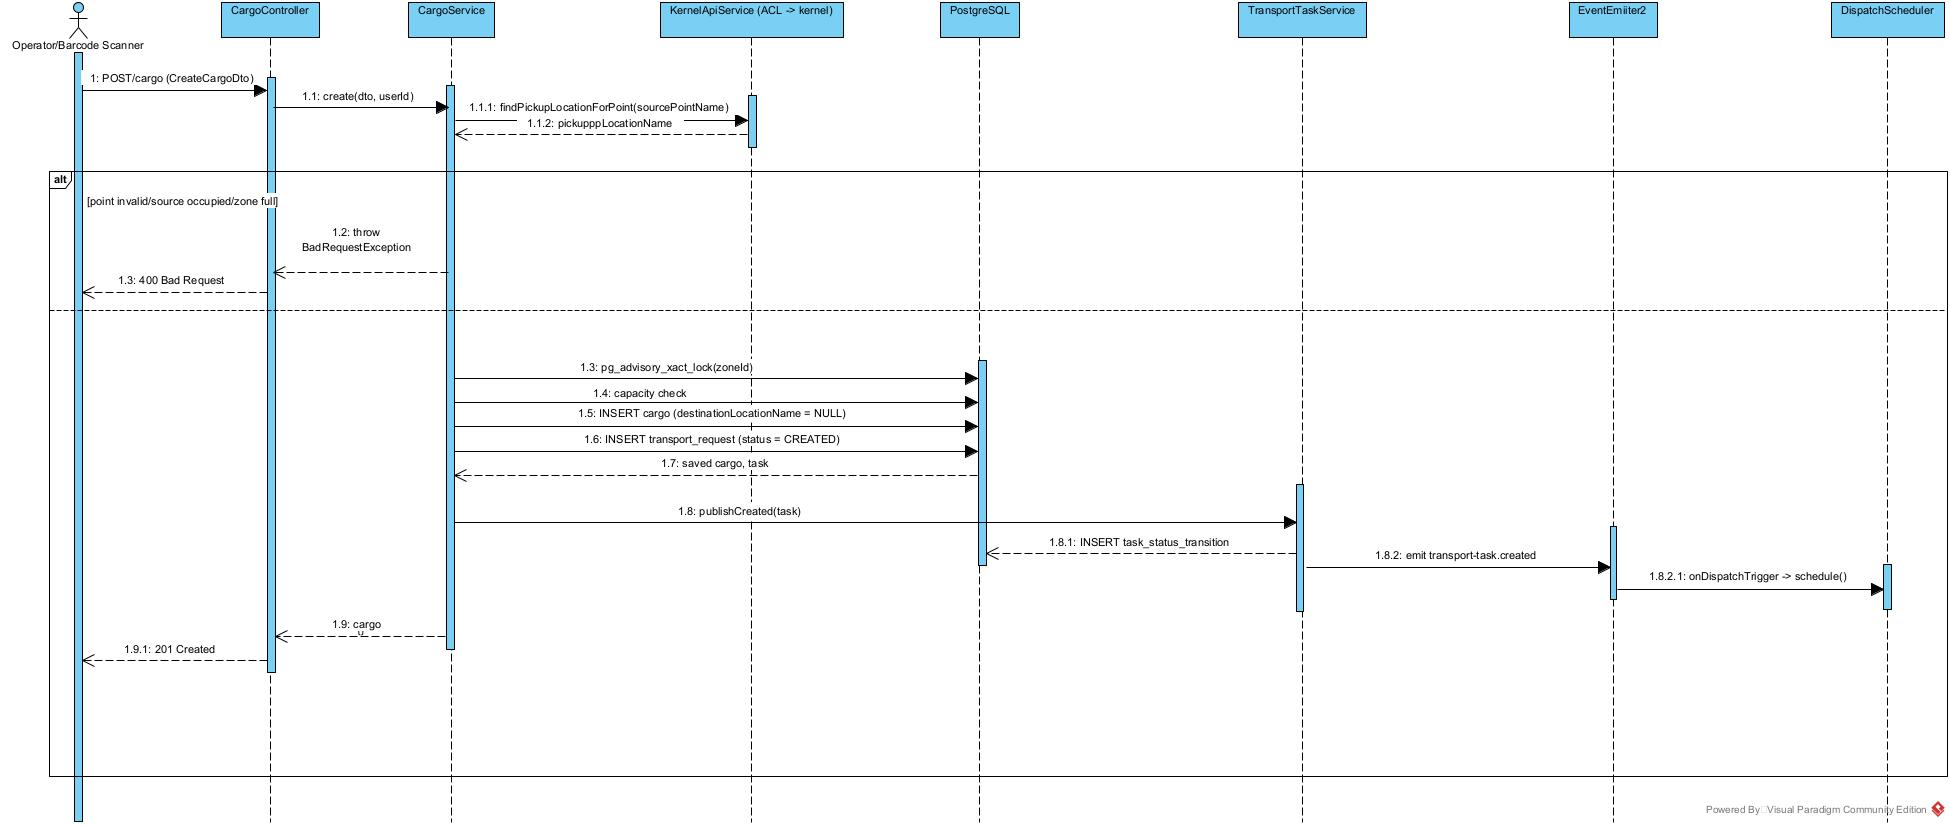 CargoController
CargoService
KernelApiService (ACL -> kernel)
PostgreSQL
TransportTaskService
EventEmiiter2
DispatchScheduler
Operator/Barcode Scanner
1: POST/cargo (CreateCargoDto)
1.1: create(dto, userId)
1.1.1: findPickupLocationForPoint(sourcePointName)
1.1.2: pickupppLocationName
alt
[point invalid/source occupied/zone full]
1.2: throw
BadRequestException
1.3: 400 Bad Request
1.3: pg_advisory_xact_lock(zoneId)
1.4: capacity check
1.5: INSERT cargo (destinationLocationName = NULL)
1.6: INSERT transport_request (status = CREATED)
1.7: saved cargo, task
1.8: publishCreated(task)
1.8.1: INSERT task_status_transition
1.8.2: emit transport-task.created
1.8.2.1: onDispatchTrigger -> schedule()
1.9: cargo
1.9.1: 201 Created
Powered By Visual Paradigm Community Edition